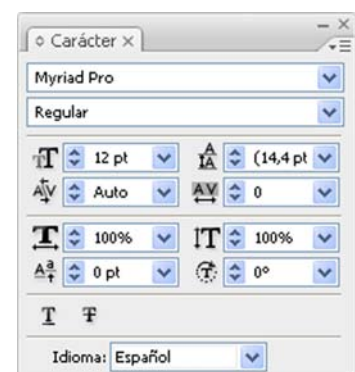 Carácter
Myriad Pro
Regular
12 pt (14,4 pt
Auto 0
100% 100%
0 pt 0°
T T
Idioma: Español